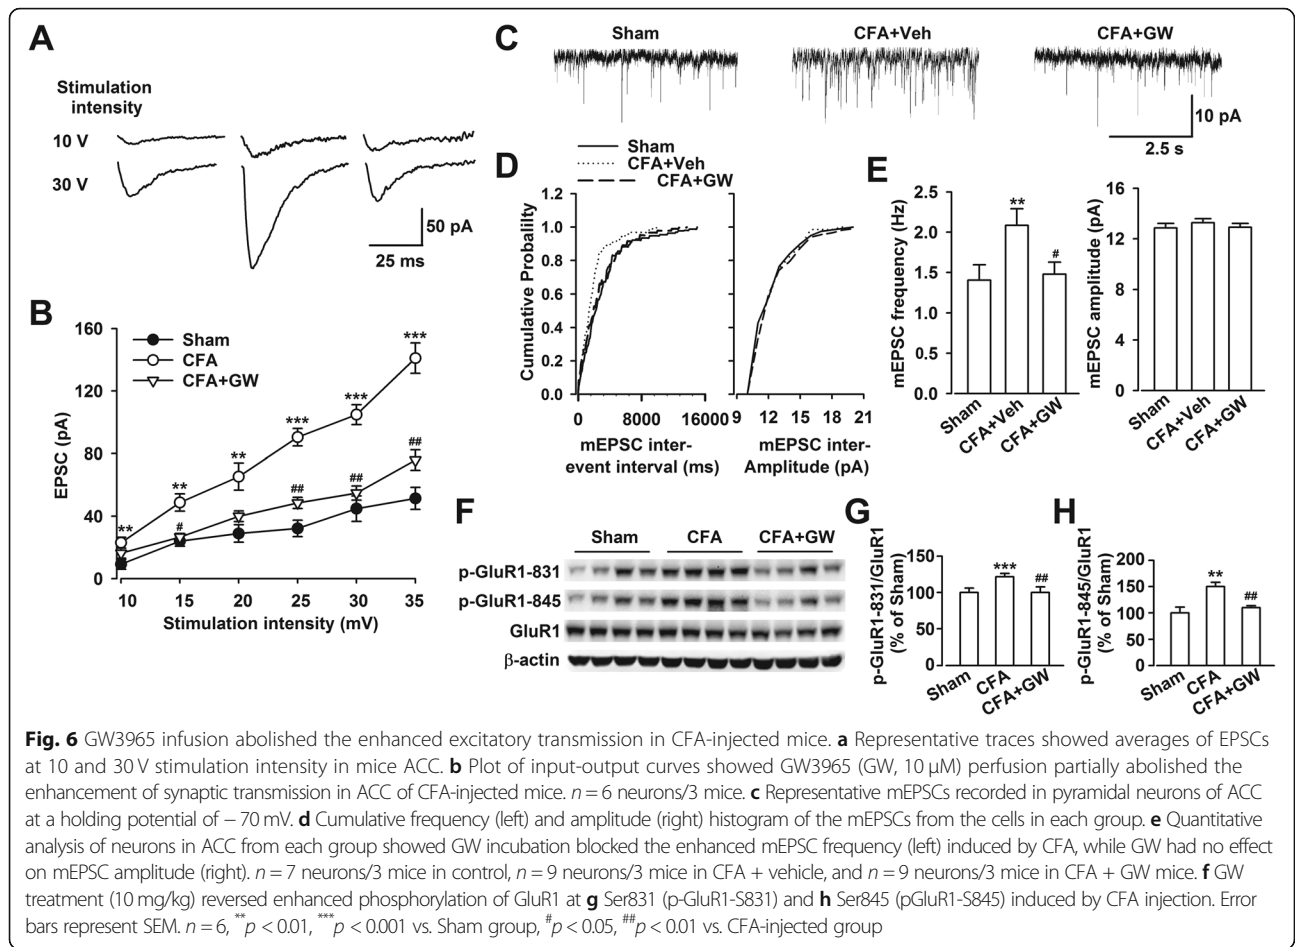 A
Stimulation
intensity
10 V
30 V
50 pA
25 ms
B
160
120
80
40
0
EPSC (pA)
Sham
CFA
CFA+GW
**
**
**
***
***
***
#
##
##
##
10 15 20 25 30 35
Stimulation intensity (mV)
C
Sham CFA+Veh CFA+GW
10 pA
2.5 s
D
Sham
CFA+Veh
CFA+GW
1.2
1.0
0.8
0.6
0.4
0.2
0.0
Cumulative Probalility
0 8000 16000
mEPSC inter-
event interval (ms)
9 12 15 18 21
mEPSC inter-
Amplitude (pA)
E
2.5
2.0
1.5
1.0
0.5
0.0
mEPSC frequency (Hz)
**
#
Sham CFA+Veh CFA+GW
16
12
8
4
0
mEPSC amplitude (pA)
Sham CFA+Veh CFA+GW
F
Sham CFA CFA+GW
p-GluR1-831
p-GluR1-845
GluR1
β-actin
G
p-GluR1-831/GluR1
(% of Sham)
150
100
50
0
***
##
Sham CFA CFA+GW
H
p-GluR1-845/GluR1
(% of Sham)
200
150
100
50
0
**
##
Sham CFA CFA+GW
Fig. 6 GW3965 infusion abolished the enhanced excitatory transmission in CFA-injected mice. a Representative traces showed averages of EPSCs
at 10 and 30 V stimulation intensity in mice ACC. b Plot of input-output curves showed GW3965 (GW, 10 μM) perfusion partially abolished the
enhancement of synaptic transmission in ACC of CFA-injected mice. n = 6 neurons/3 mice. c Representative mEPSCs recorded in pyramidal neurons of ACC
at a holding potential of − 70 mV. d Cumulative frequency (left) and amplitude (right) histogram of the mEPSCs from the cells in each group. e Quantitative
analysis of neurons in ACC from each group showed GW incubation blocked the enhanced mEPSC frequency (left) induced by CFA, while GW had no effect
on mEPSC amplitude (right). n = 7 neurons/3 mice in control, n = 9 neurons/3 mice in CFA + vehicle, and n = 9 neurons/3 mice in CFA + GW mice. f GW
treatment (10 mg/kg) reversed enhanced phosphorylation of GluR1 at g Ser831 (p-GluR1-S831) and h Ser845 (pGluR1-S845) induced by CFA injection. Error
bars represent SEM. n = 6, **p < 0.01, ***p < 0.001 vs. Sham group, #p < 0.05, ##p < 0.01 vs. CFA-injected group